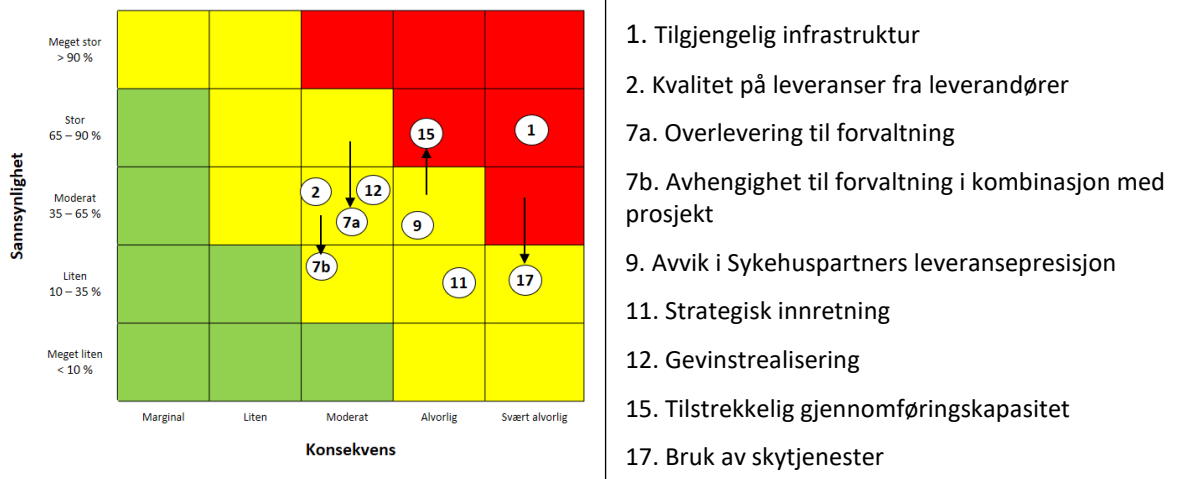 Sannsynlighet
Meget stor
> 90 %
Stor
65 – 90 %
15
1
Moderat
35 – 65 %
2
12
7a
9
Liten
10 – 35 %
7b
11
17
Meget liten
< 10 %
Marginal
Liten
Moderat
Alvorlig
Svært alvorlig
Konsekvens
1. Tilgjengelig infrastruktur
2. Kvalitet på leveranser fra leverandører
7a. Overlevering til forvaltning
7b. Avhengighet til forvaltning i kombinasjon med
prosjekt
9. Avvik i Sykehuspartners leveransepresisjon
11. Strategisk innretning
12. Gevinstrealisering
15. Tilstrekkelig gjennomføringskapasitet
17. Bruk av skytjenester